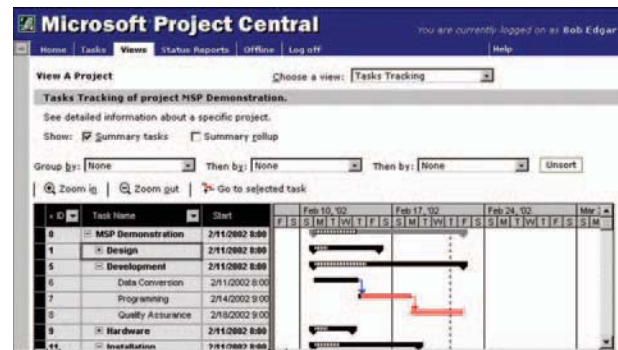 Microsoft Project Central
You are currently logged on as Bob Edgar
Home Tasks Views Status Reports Offline Log off Help
View A Project Choose a view: Tasks Tracking
Tasks Tracking of project MSP Demonstration.
See detailed information about a specific project.
Show: Summary tasks Summary rollup
Group by: None Then by: None Then by: None Unsort
Zoom in Zoom out Go to selected task
ID Task Name Start Feb 10, '02 Feb 17, '02 Feb 24, '02 Mar
F S S M T W T F S S M T W T F S S M T W T F S S M
0 MSP Demonstration 2/11/2002 8:00
1 Design 2/11/2002 8:00
5 Development 2/11/2002 8:00
6 Data Conversion 2/11/2002 8:00
7 Programming 2/14/2002 9:00
8 Quality Assurance 2/18/2002 9:00
9 Hardware 2/11/2002 8:00
11 Installation 2/11/2002 8:00